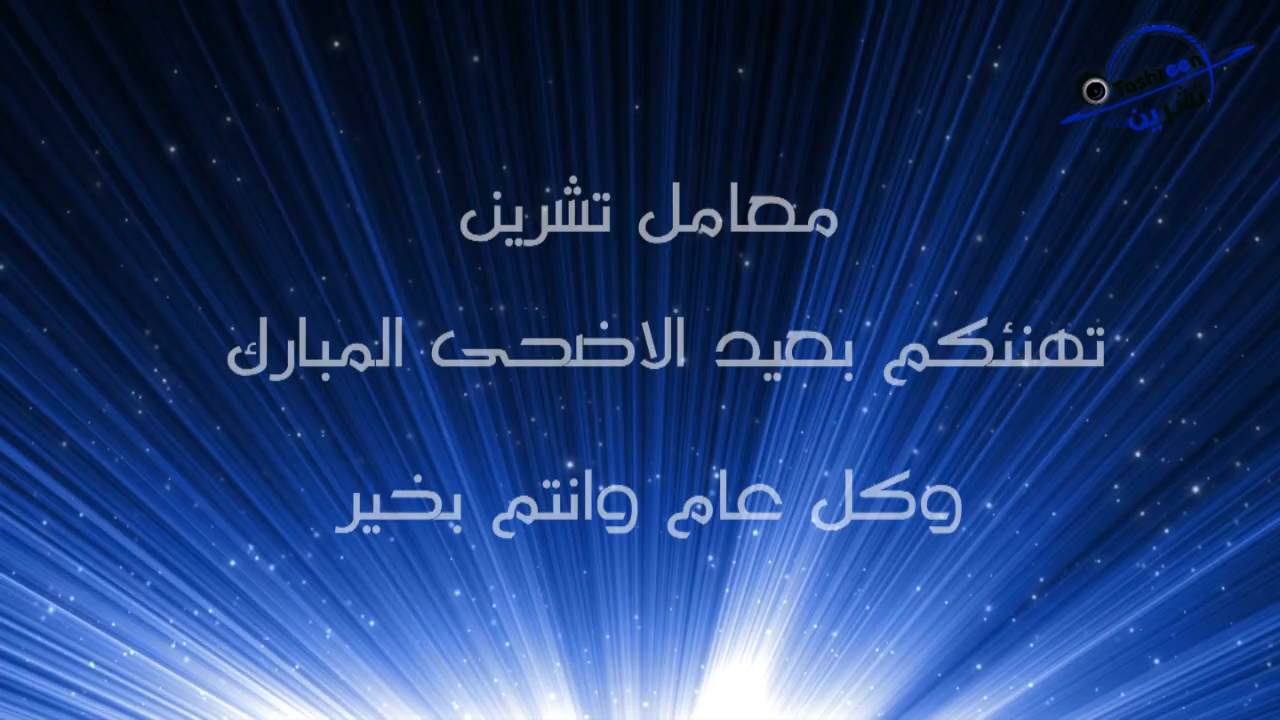 Tashreen
تشرين
معامل تشرين
تهنئكم بعيد الاضحى المبارك
وكل عام وانتم بخير